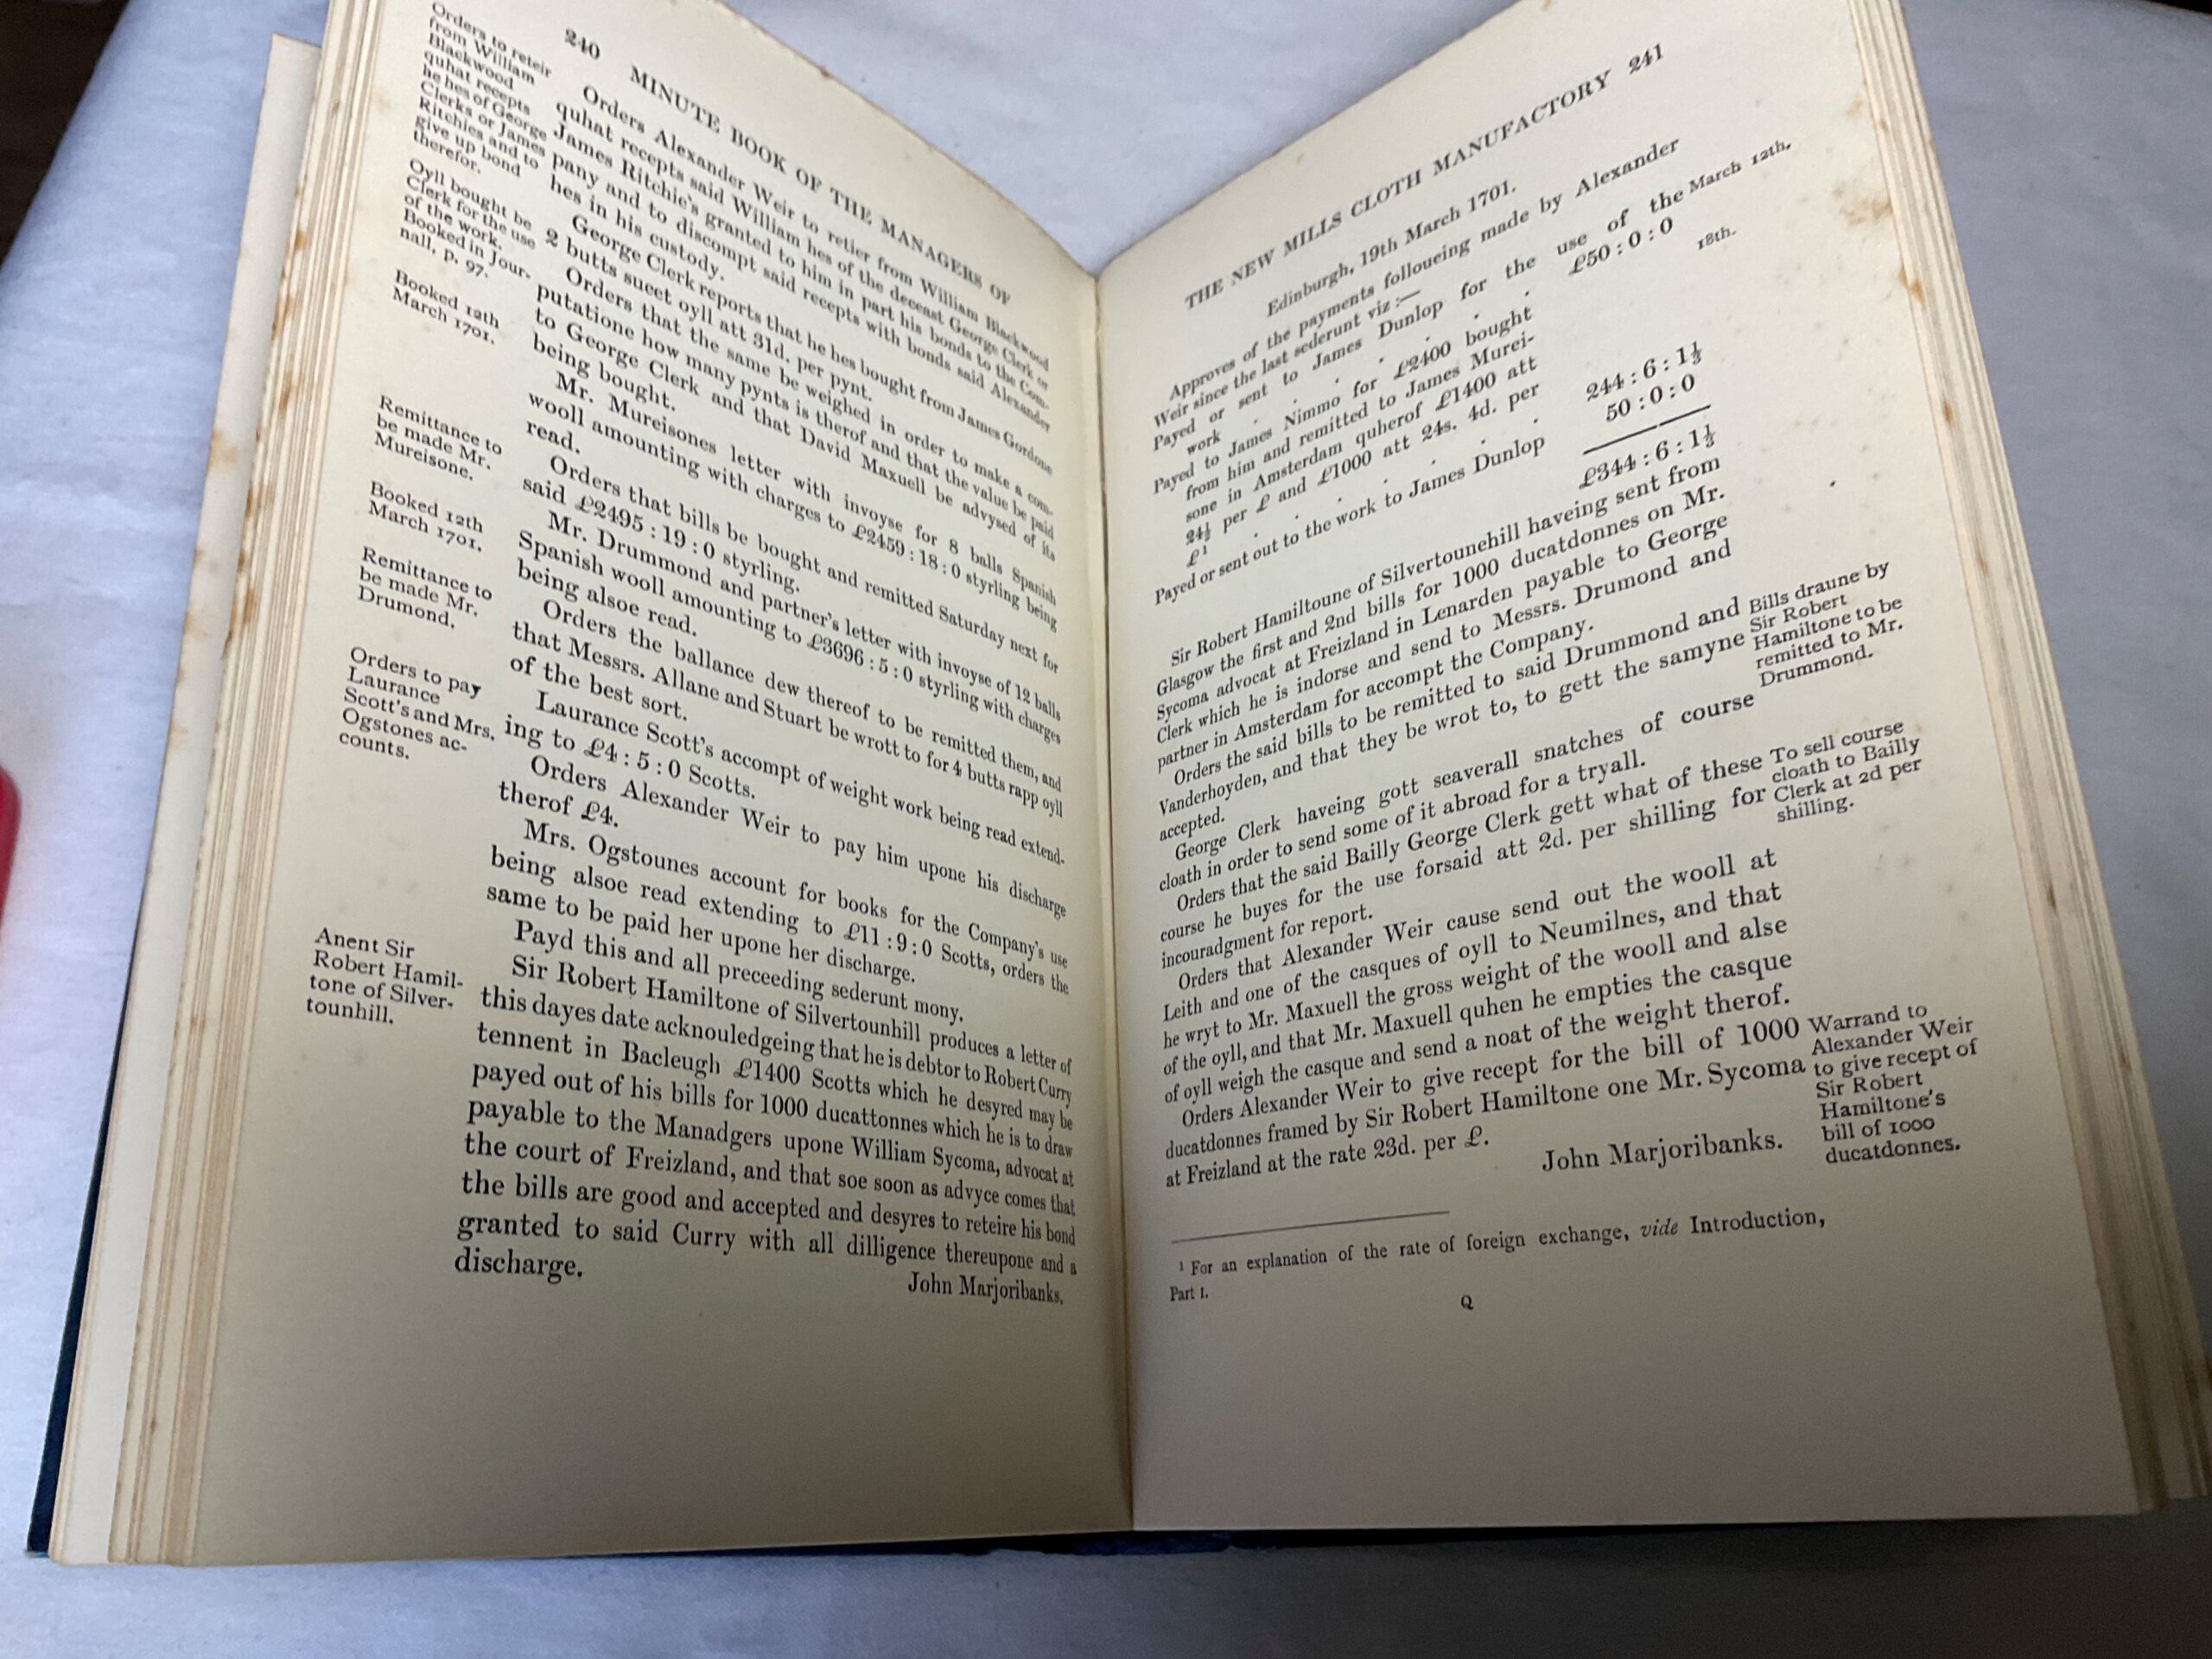 240 MINUTE BOOK OF THE MANAGERS OF
Orders to reteir
from William
Blackwood
quhat recepts
he hes of George
Clerks or James
Ritchies and to
give up bond
therefor.
Orders Alexander Weir to retier from William Blackwood
quhat recepts said William hes of the deceast George Clerk or
James Ritchie's granted to him in part his bonds to the Com-
pany and to discompt said recepts with bonds said Alexander
hes in his custody.
Oyll bought be
Clerk for the use
of the work.
Booked in Jour-
nall, p. 97.
George Clerk reports that he hes bought from James Gordone
2 butts sueet oyll att 31d. per pynt.
Booked 12th
March 1701.
Orders that the same be weighed in order to make a com-
putatione how many pynts is therof and that the value be paid
to George Clerk and that David Maxuell be advysed of its
being bought.
Mr. Mureisones letter with invoyse for 8 balls Spanish
wooll amounting with charges to £2459 : 18 : 0 styrling being
read.
Remittance to
be made Mr.
Mureisone.
Orders that bills be bought and remitted Saturday next for
said £2495 : 19 : 0 styrling.
Booked 12th
March 1701.
Mr. Drummond and partner's letter with invoyse of 12 balls
Spanish wooll amounting to £3696 : 5 : 0 styrling with charges
being alsoe read.
Remittance to
be made Mr.
Drumond.
Orders the ballance dew thereof to be remitted them, and
that Messrs. Allane and Stuart be wrott to for 4 butts rapp oyll
of the best sort.
Orders to pay
Laurance
Scott's and Mrs.
Ogstones ac-
counts.
Laurance Scott's accompt of weight work being read extend-
ing to £4 : 5 : 0 Scotts.
Orders Alexander Weir to pay him upone his discharge
therof £4.
Mrs. Ogstounes account for books for the Company's use
being alsoe read extending to £11 : 9 : 0 Scotts, orders the
same to be paid her upone her discharge.
Payd this and all preceeding sederunt mony.
Anent Sir
Robert Hamil-
tone of Silver-
tounhill.
Sir Robert Hamiltone of Silvertounhill produces a letter of
this dayes date acknouledgeing that he is debtor to Robert Curry
tennent in Bacleugh £1400 Scotts which he desyred may be
payed out of his bills for 1000 ducattonnes which he is to draw
payable to the Manadgers upone William Sycoma, advocat at
the court of Freizland, and that soe soon as advyce comes that
the bills are good and accepted and desyres to reteire his bond
granted to said Curry with all dilligence thereupone and a
discharge.
John Marjoribanks.
THE NEW MILLS CLOTH MANUFACTORY 241
Edinburgh, 19th March 1701.
Approves of the payments folloueing made by Alexander
Weir since the last sederunt viz :—
Payed or sent to James Dunlop for the use of the March 12th.
work . . . . . . £50 : 0 : 0
Payed to James Nimmo for £2400 bought 18th.
from him and remitted to James Murei-
sone in Amsterdam quherof £1400 att
24½ per £ and £1000 att 24s. 4d. per
£¹ . . . . . 244 : 6 : 1½
Payed or sent out to the work to James Dunlop 50 : 0 : 0
£344 : 6 : 1½
Sir Robert Hamiltoune of Silvertounehill haveing sent from
Glasgow the first and 2nd bills for 1000 ducatdonnes on Mr.
Sycoma advocat at Freizland in Lenarden payable to George
Clerk which he is indorse and send to Messrs. Drumond and
partner in Amsterdam for accompt the Company.
Orders the said bills to be remitted to said Drummond and
Vanderhoyden, and that they be wrot to, to gett the samyne
accepted.
Bills draune by
Sir Robert
Hamiltone to be
remitted to Mr.
Drummond.
George Clerk haveing gott seaverall snatches of course
cloath in order to send some of it abroad for a tryall.
Orders that the said Bailly George Clerk gett what of these
course he buyes for the use forsaid att 2d. per shilling for
incouradgment for report.
To sell course
cloath to Bailly
Clerk at 2d per
shilling.
Orders that Alexander Weir cause send out the wooll at
Leith and one of the casques of oyll to Neumilnes, and that
he wryt to Mr. Maxuell the gross weight of the wooll and alse
of the oyll, and that Mr. Maxuell quhen he empties the casque
of oyll weigh the casque and send a noat of the weight therof.
Orders Alexander Weir to give recept for the bill of 1000
ducatdonnes framed by Sir Robert Hamiltone one Mr. Sycoma
at Freizland at the rate 23d. per £.
Warrand to
Alexander Weir
to give recept of
Sir Robert
Hamiltone's
bill of 1000
ducatdonnes.
John Marjoribanks.
¹ For an explanation of the rate of foreign exchange, vide Introduction,
Part I.
Q